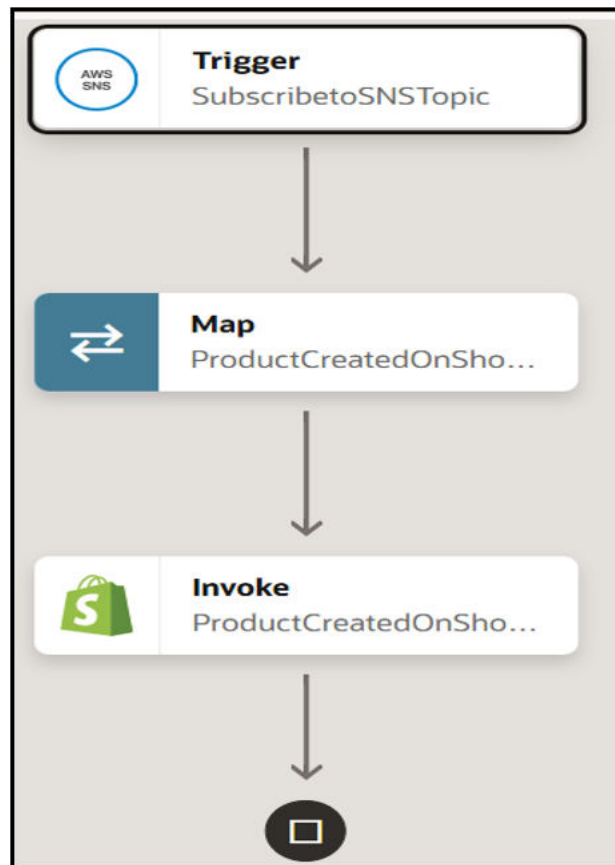 AWS
SNS
Trigger
SubscribetoSNSTopic
Map
ProductCreatedOnSho...
S
Invoke
ProductCreatedOnSho...